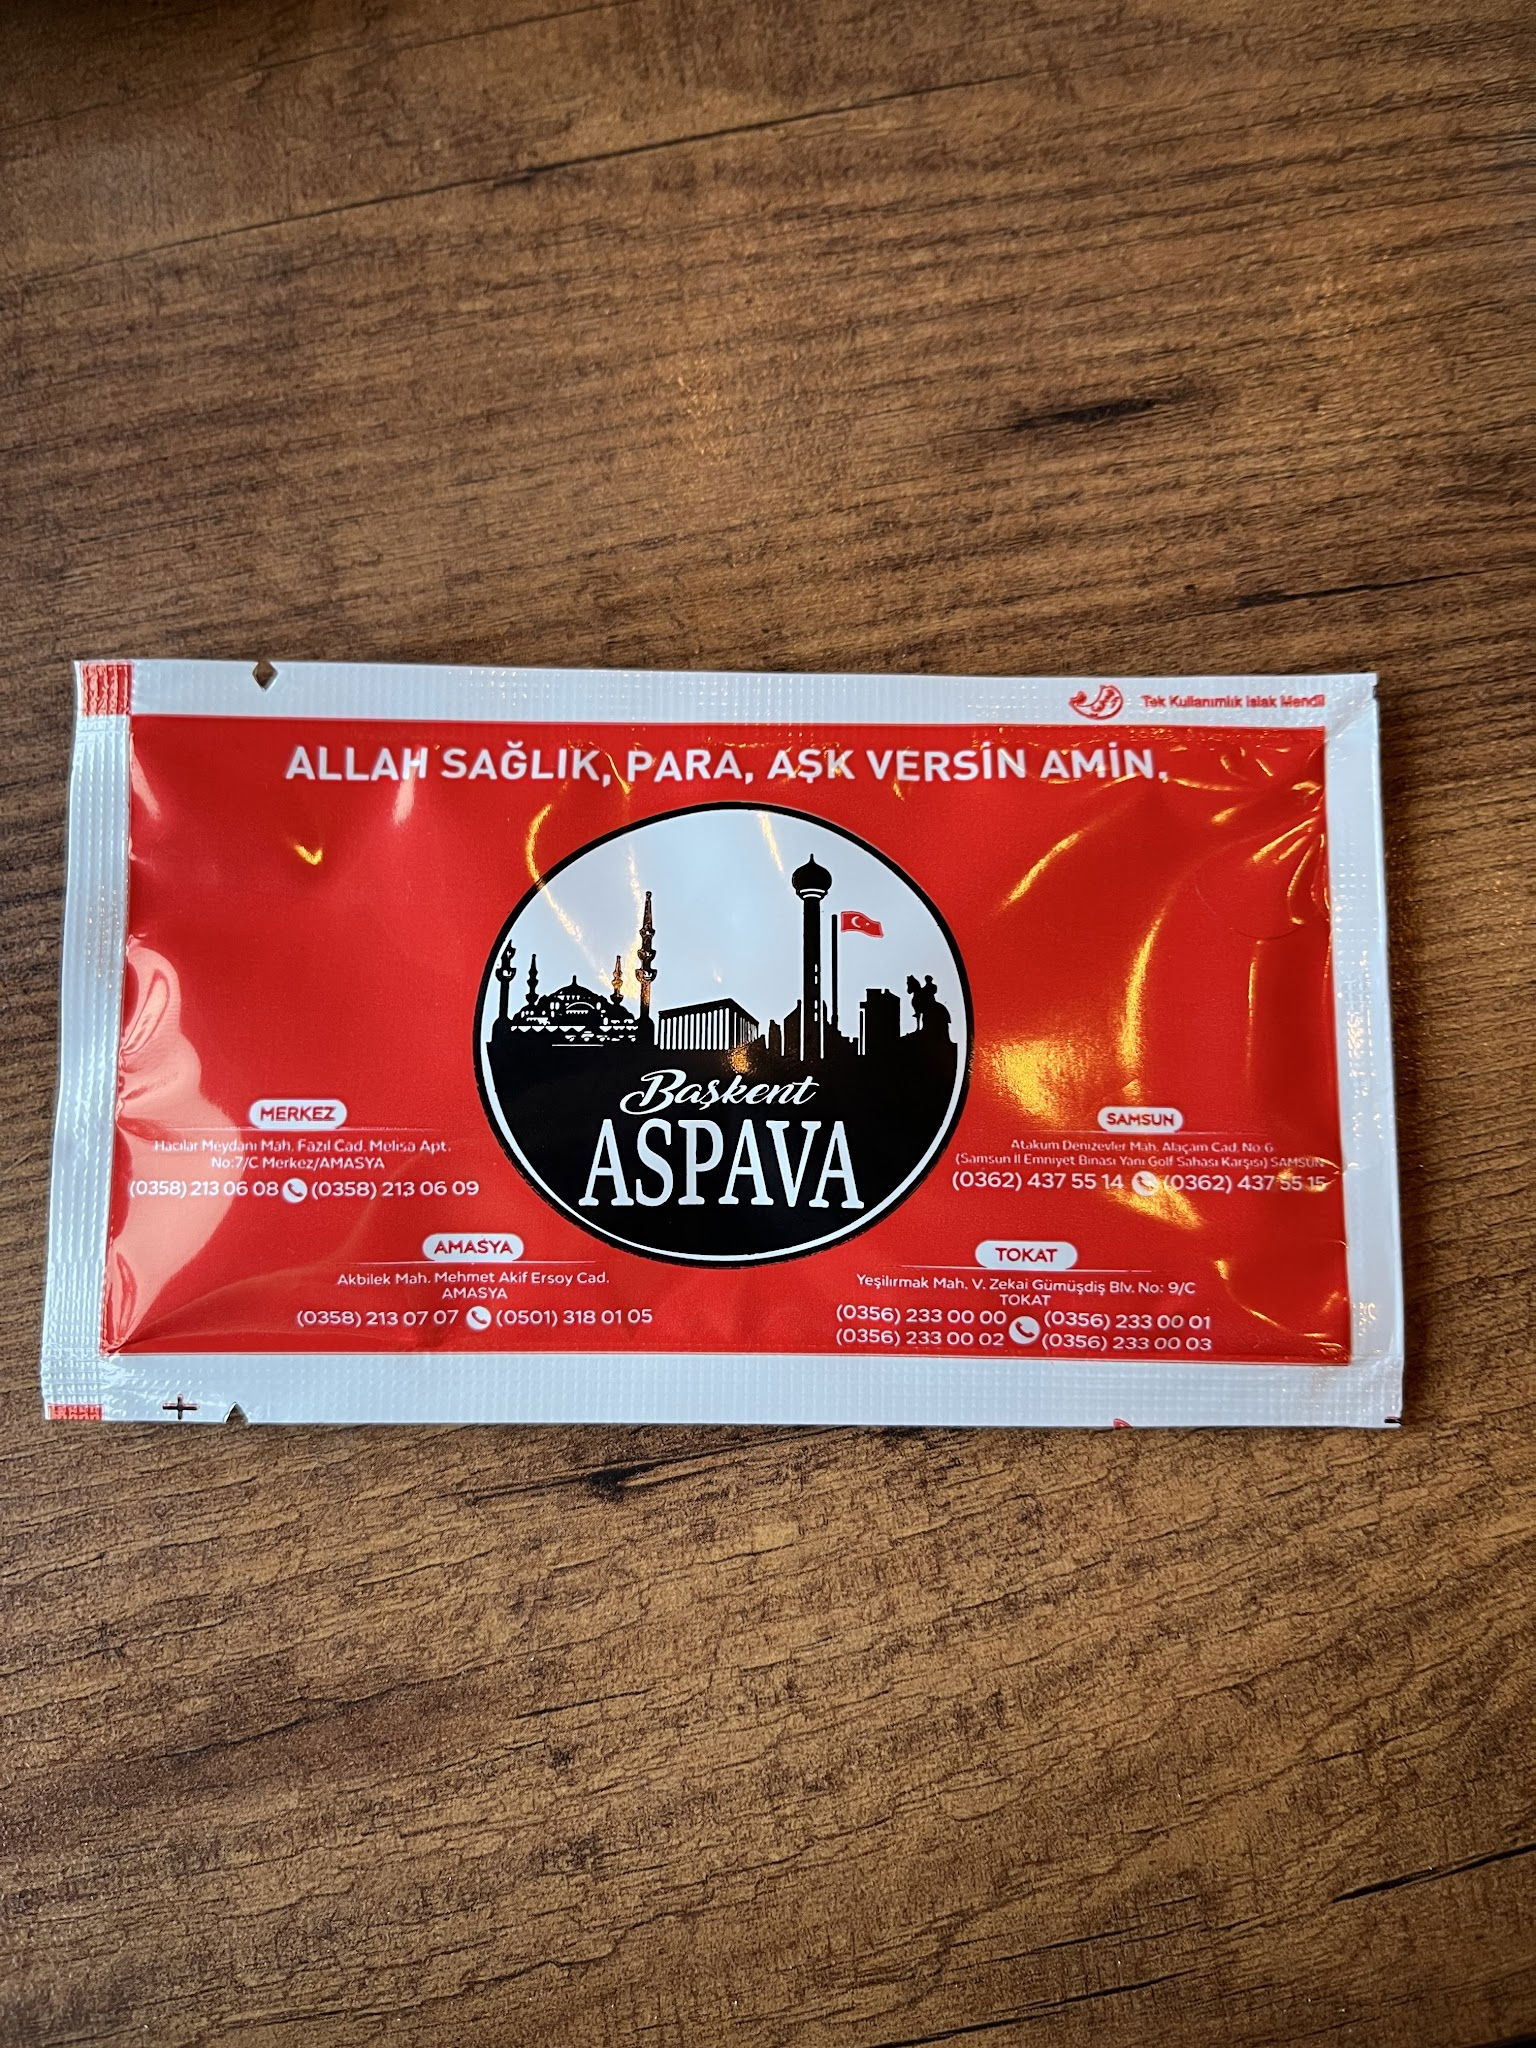 Tek Kullanımlık Islak Mendil
ALLAH SAĞLIK, PARA, AŞK VERSİN AMİN.
Başkent
ASPAVA
MERKEZ
Hacılar Meydanı Mah. Fazıl Cad. Melisa Apt.
No:7/C Merkez/AMASYA
(0358) 213 06 08 (0358) 213 06 09
AMASYA
Akbilek Mah. Mehmet Akif Ersoy Cad.
AMASYA
(0358) 213 07 07 (0501) 318 01 05
SAMSUN
Atakum Denizevler Mah. Alaçam Cad. No:6
(Samsun İl Emniyet Binası Yanı Golf Sahası Karşısı) SAMSUN
(0362) 437 55 14 (0362) 437 55 15
TOKAT
Yeşilırmak Mah. V. Zekai Gümüşdiş Blv. No: 9/C
TOKAT
(0356) 233 00 00 (0356) 233 00 01
(0356) 233 00 02 (0356) 233 00 03